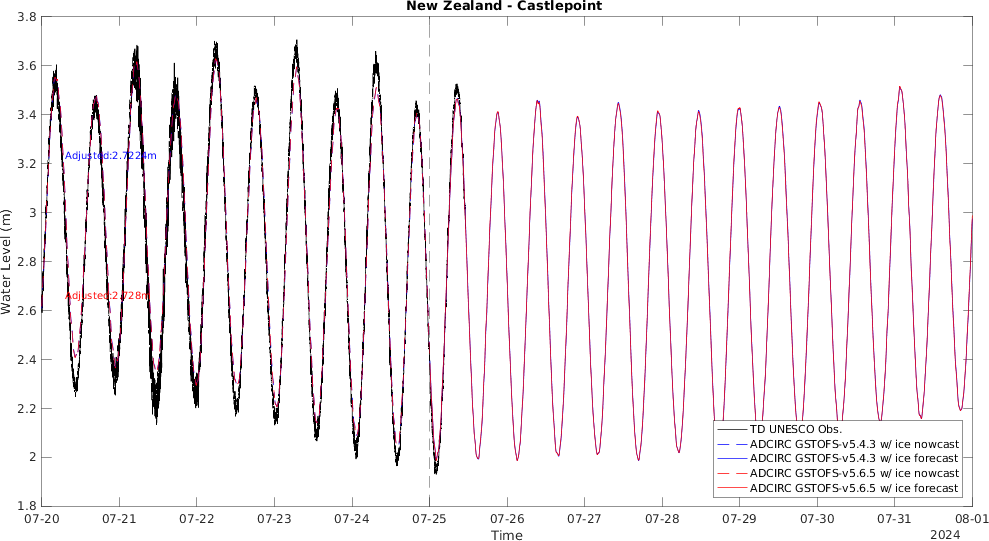 New Zealand - Castlepoint
3.8
3.6
3.4
3.2
3
2.8
2.6
2.4
2.2
2
1.8
Water Level (m)
Adjusted:2.7224m
Adjusted:2.728m
TD UNESCO Obs.
ADCIRC GSTOFS-v5.4.3 w/ ice nowcast
ADCIRC GSTOFS-v5.4.3 w/ ice forecast
ADCIRC GSTOFS-v5.6.5 w/ ice nowcast
ADCIRC GSTOFS-v5.6.5 w/ ice forecast
07-20 07-21 07-22 07-23 07-24 07-25 07-26 07-27 07-28 07-29 07-30 07-31 08-01
Time
2024